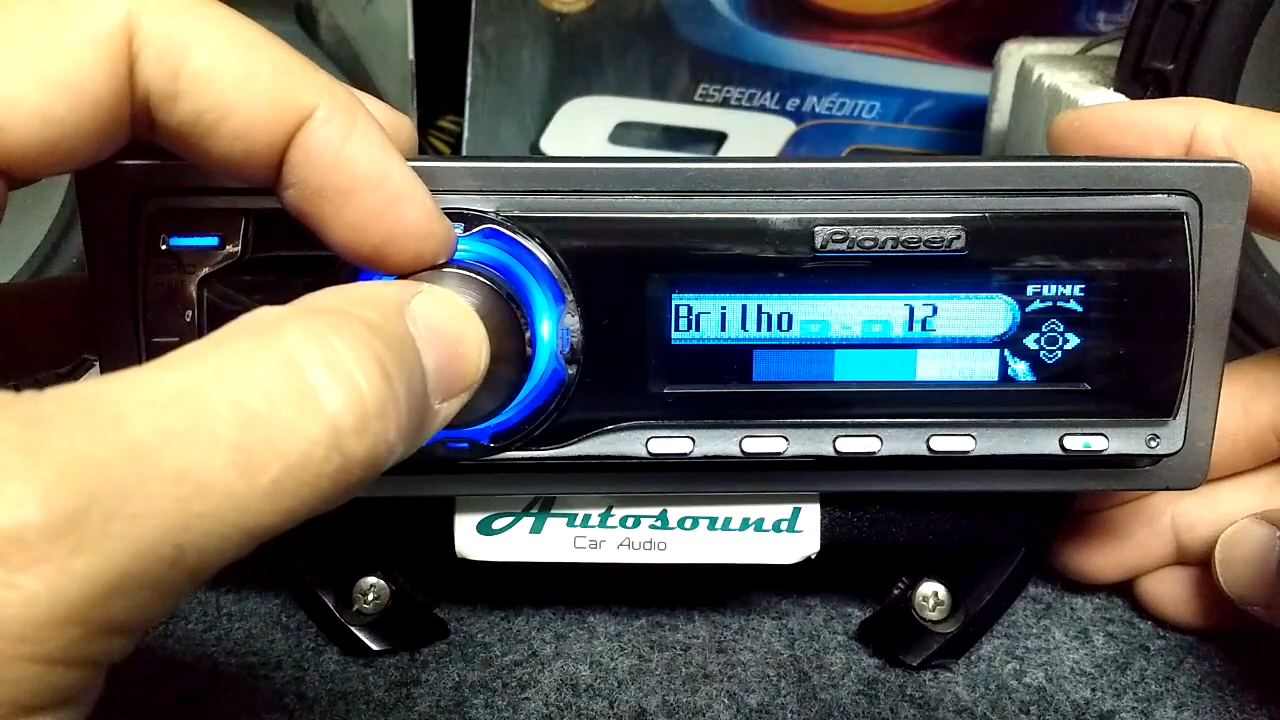 ESPECIAL e INÉDITO:
Pioneer
FUNC
Brilho 12
Autosound
Car Audio